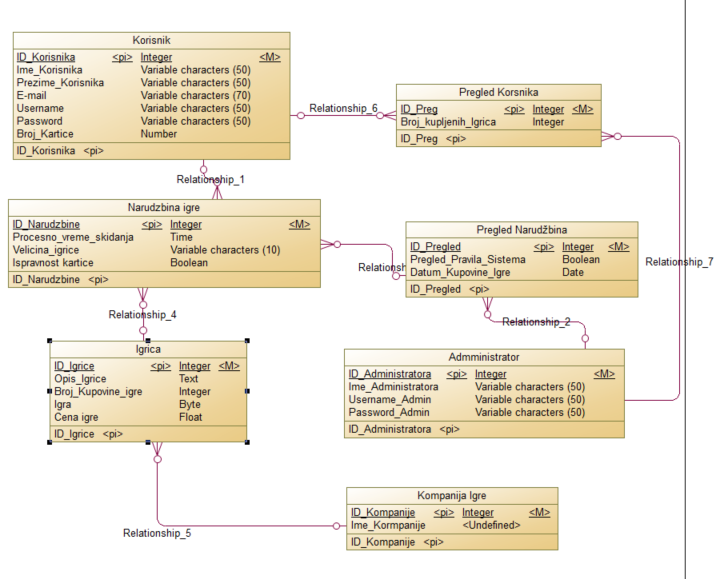 Korisnik
ID_Korisnika <pi> Integer <M>
Ime_Korisnika Variable characters (50)
Prezime_Korisnika Variable characters (50)
E-mail Variable characters (70)
Username Variable characters (50)
Password Variable characters (50)
Broj_Kartice Number
ID_Korisnika <pi>
Relationship_6
Pregled Korsnika
ID_Preg <pi> Integer <M>
Broj_kupljenih_Igrica Integer
ID_Preg <pi>
Relationship_1
Narudzbina igre
ID_Narudzbine <pi> Integer <M>
Procesno_vreme_skidanja Time
Velicina_igrice Variable characters (10)
Ispravnost kartice Boolean
ID_Narudzbine <pi>
Relationsh
Pregled Narudžbina
ID_Pregled <pi> Integer <M>
Pregled_Pravila_Sistema Boolean
Datum_Kupovine_Igre Date
ID_Pregled <pi>
Relationship_7
Relationship_4
Relationship_2
Igrica
ID_Igrice <pi> Integer <M>
Opis_Igrice Text
Broj_Kupovine_igre Integer
Igra Byte
Cena igre Float
ID_Igrice <pi>
Admministrator
ID_Administratora <pi> Integer <M>
Ime_Administratora Variable characters (50)
Username_Admin Variable characters (50)
Password_Admin Variable characters (50)
ID_Administratora <pi>
Relationship_5
Kompanija Igre
ID_Kompanije <pi> Integer <M>
Ime_Kormpanije <Undefined>
ID_Kompanije <pi>